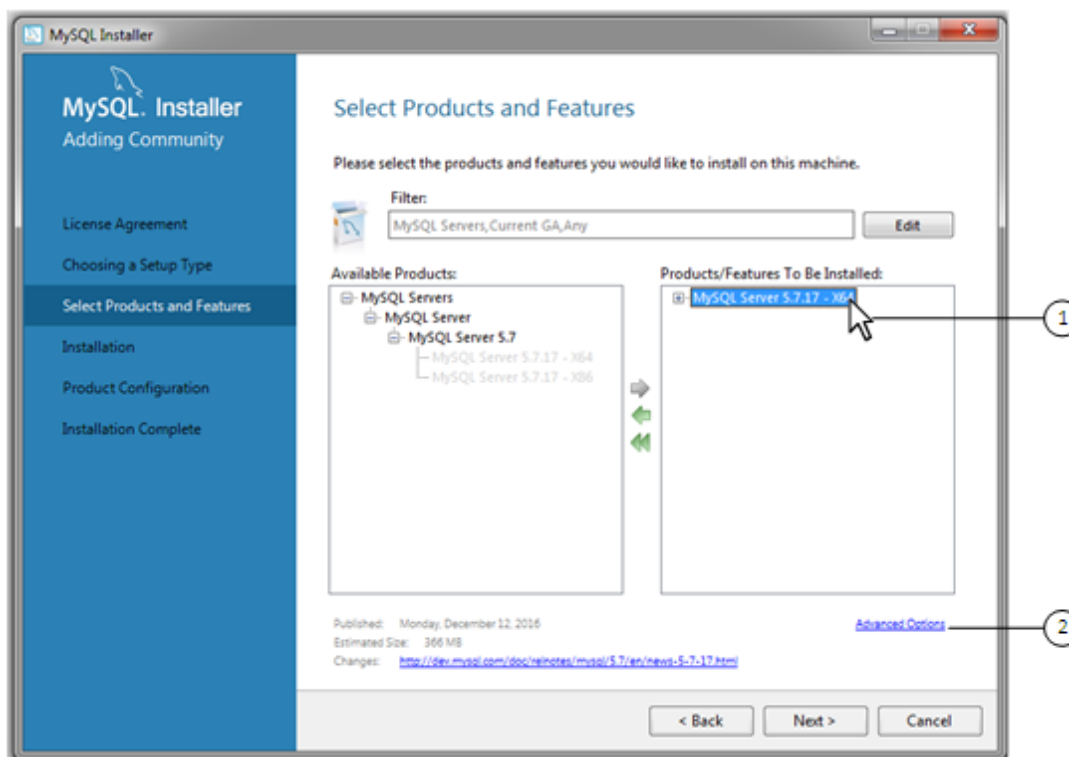 MySQL Installer
MySQL. Installer
Adding Community
License Agreement
Choosing a Setup Type
Select Products and Features
Installation
Product Configuration
Installation Complete
Select Products and Features
Please select the products and features you would like to install on this machine.
Filter:
MySQL Servers,Current GA,Any
Edit
Available Products:
MySQL Servers
MySQL Server
MySQL Server 5.7
MySQL Server 5.7.17 - X64
MySQL Server 5.7.17 - X86
Products/Features To Be Installed:
MySQL Server 5.7.17 - X64
1
Published: Monday, December 12, 2016
Estimated Size: 366 MB
Changes: http://dev.mysql.com/doc/relnotes/mysql/5.7/en/news-5-7-17.html
Advanced Options
2
< Back
Next >
Cancel